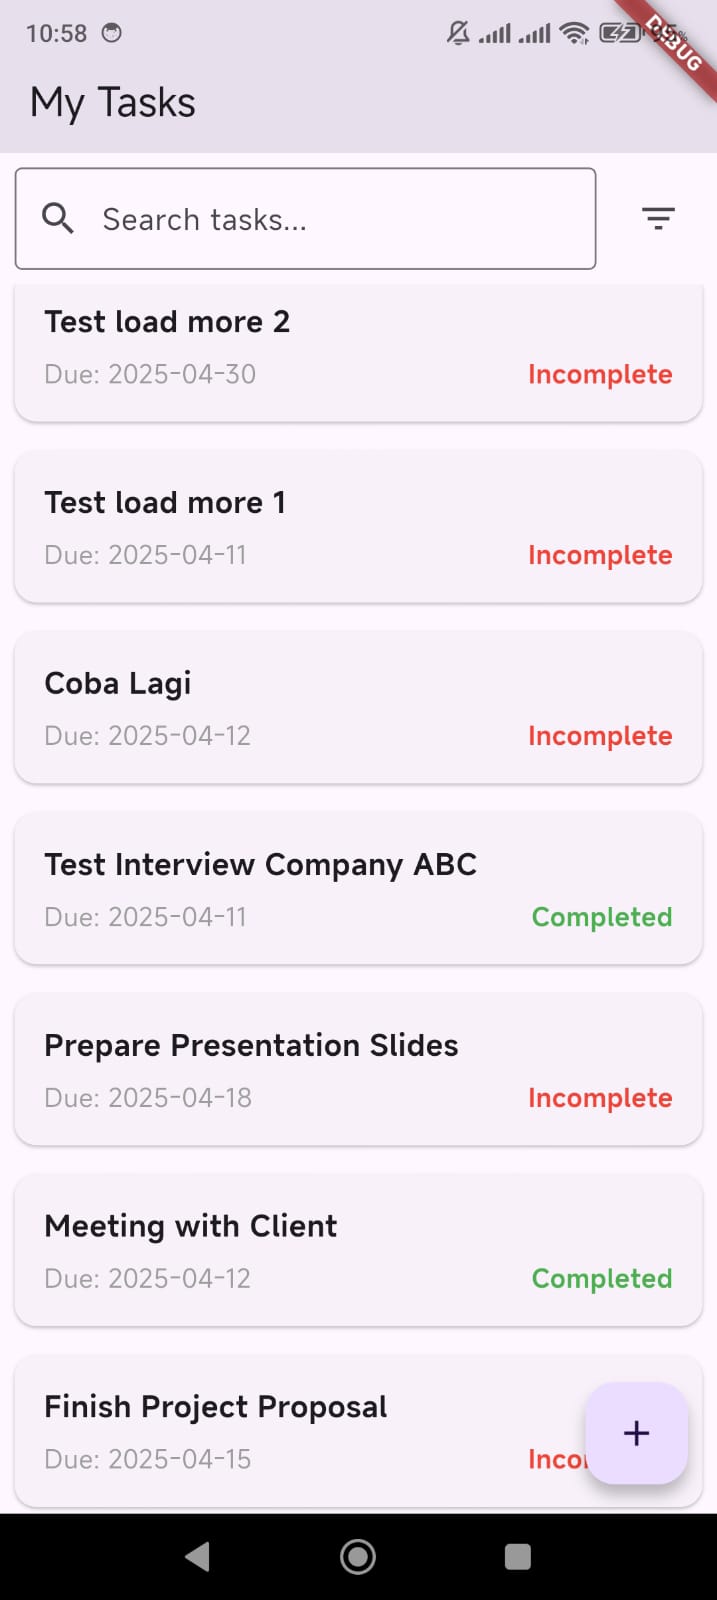 10:58
DEBUG
My Tasks
Search tasks...
Test load more 2
Due: 2025-04-30 Incomplete
Test load more 1
Due: 2025-04-11 Incomplete
Coba Lagi
Due: 2025-04-12 Incomplete
Test Interview Company ABC
Due: 2025-04-11 Completed
Prepare Presentation Slides
Due: 2025-04-18 Incomplete
Meeting with Client
Due: 2025-04-12 Completed
Finish Project Proposal
Due: 2025-04-15